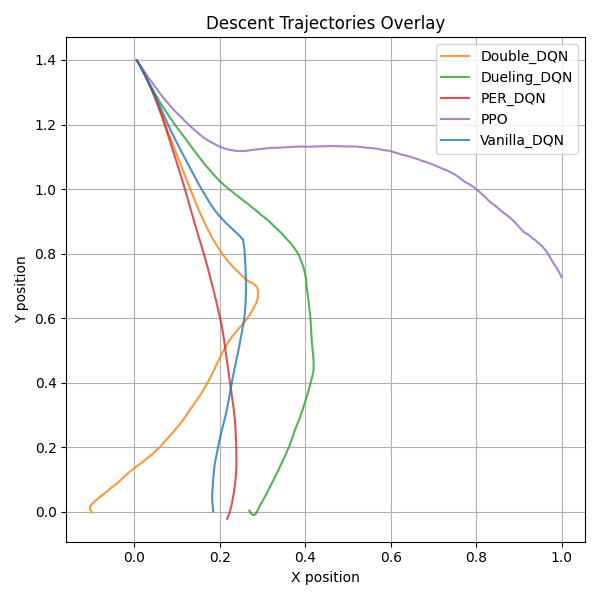 Descent Trajectories Overlay
Double_DQN
Dueling_DQN
PER_DQN
PPO
Vanilla_DQN
Y position
1.4
1.2
1.0
0.8
0.6
0.4
0.2
0.0
0.0 0.2 0.4 0.6 0.8 1.0
X position